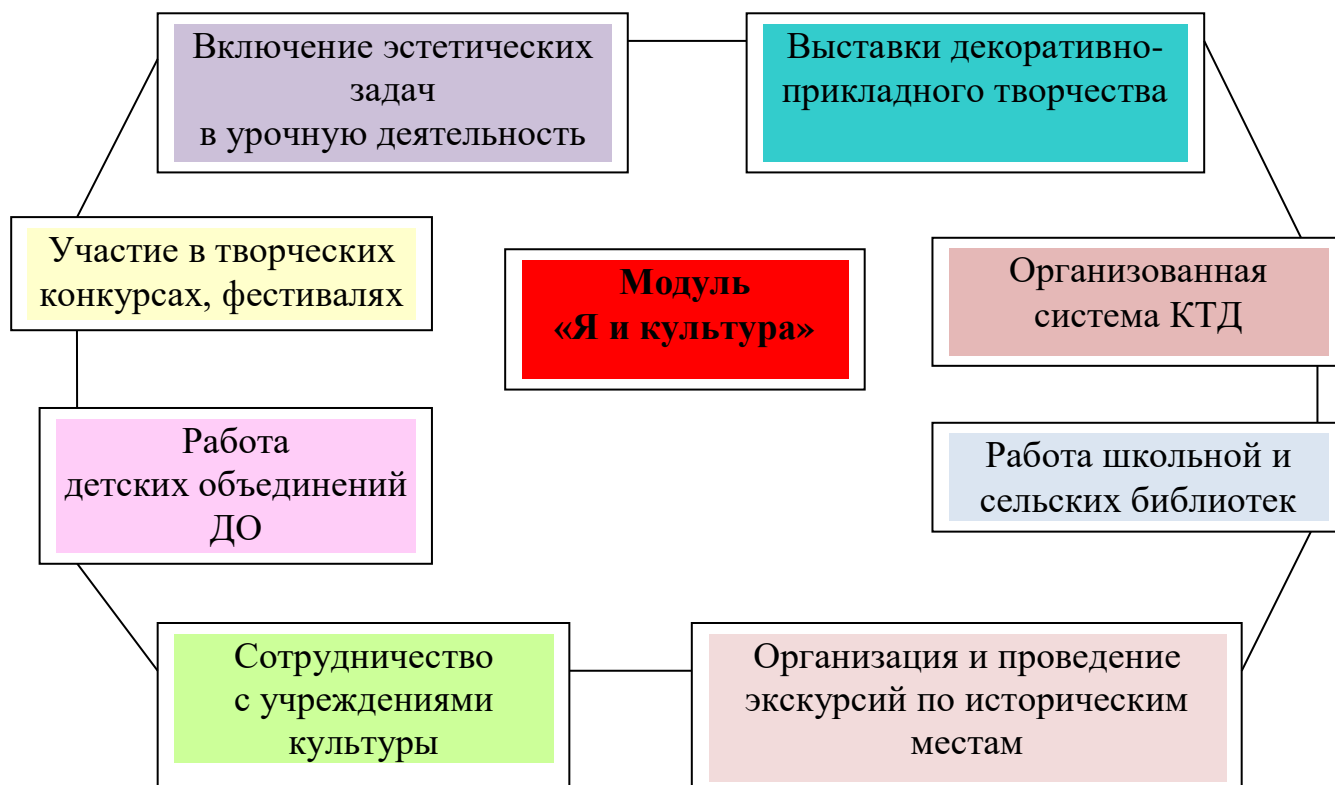 Включение эстетических
задач
в урочную деятельность
Выставки декоративно-
прикладного творчества
Участие в творческих
конкурсах, фестивалях
Модуль
«Я и культура»
Организованная
система КТД
Работа
детских объединений
ДО
Работа школьной и
сельских библиотек
Сотрудничество
с учреждениями
культуры
Организация и проведение
экскурсий по историческим
местам